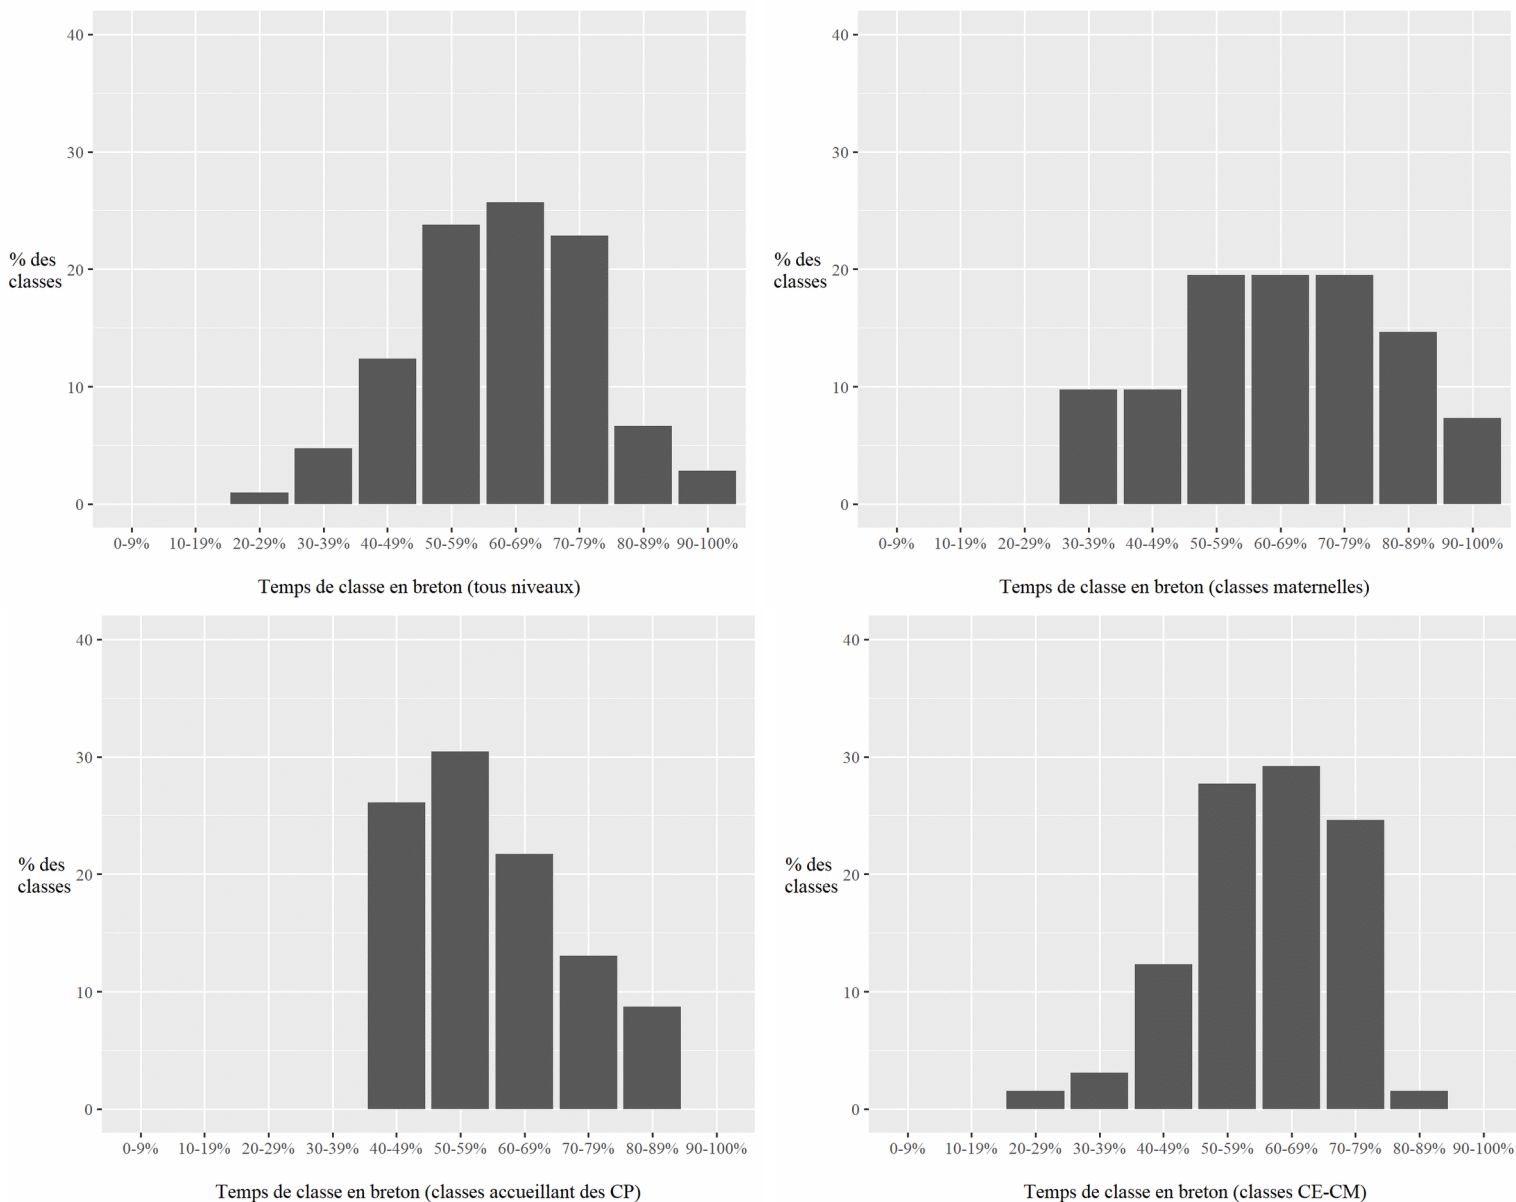 40
30
% des
classes
20
10
0
0-9% 10-19% 20-29% 30-39% 40-49% 50-59% 60-69% 70-79% 80-89% 90-100%
Temps de classe en breton (tous niveaux)
40
30
% des
classes
20
10
0
0-9% 10-19% 20-29% 30-39% 40-49% 50-59% 60-69% 70-79% 80-89% 90-100%
Temps de classe en breton (classes maternelles)
40
30
% des
classes
20
10
0
0-9% 10-19% 20-29% 30-39% 40-49% 50-59% 60-69% 70-79% 80-89% 90-100%
Temps de classe en breton (classes accueillant des CP)
40
30
% des
classes
20
10
0
0-9% 10-19% 20-29% 30-39% 40-49% 50-59% 60-69% 70-79% 80-89% 90-100%
Temps de classe en breton (classes CE-CM)